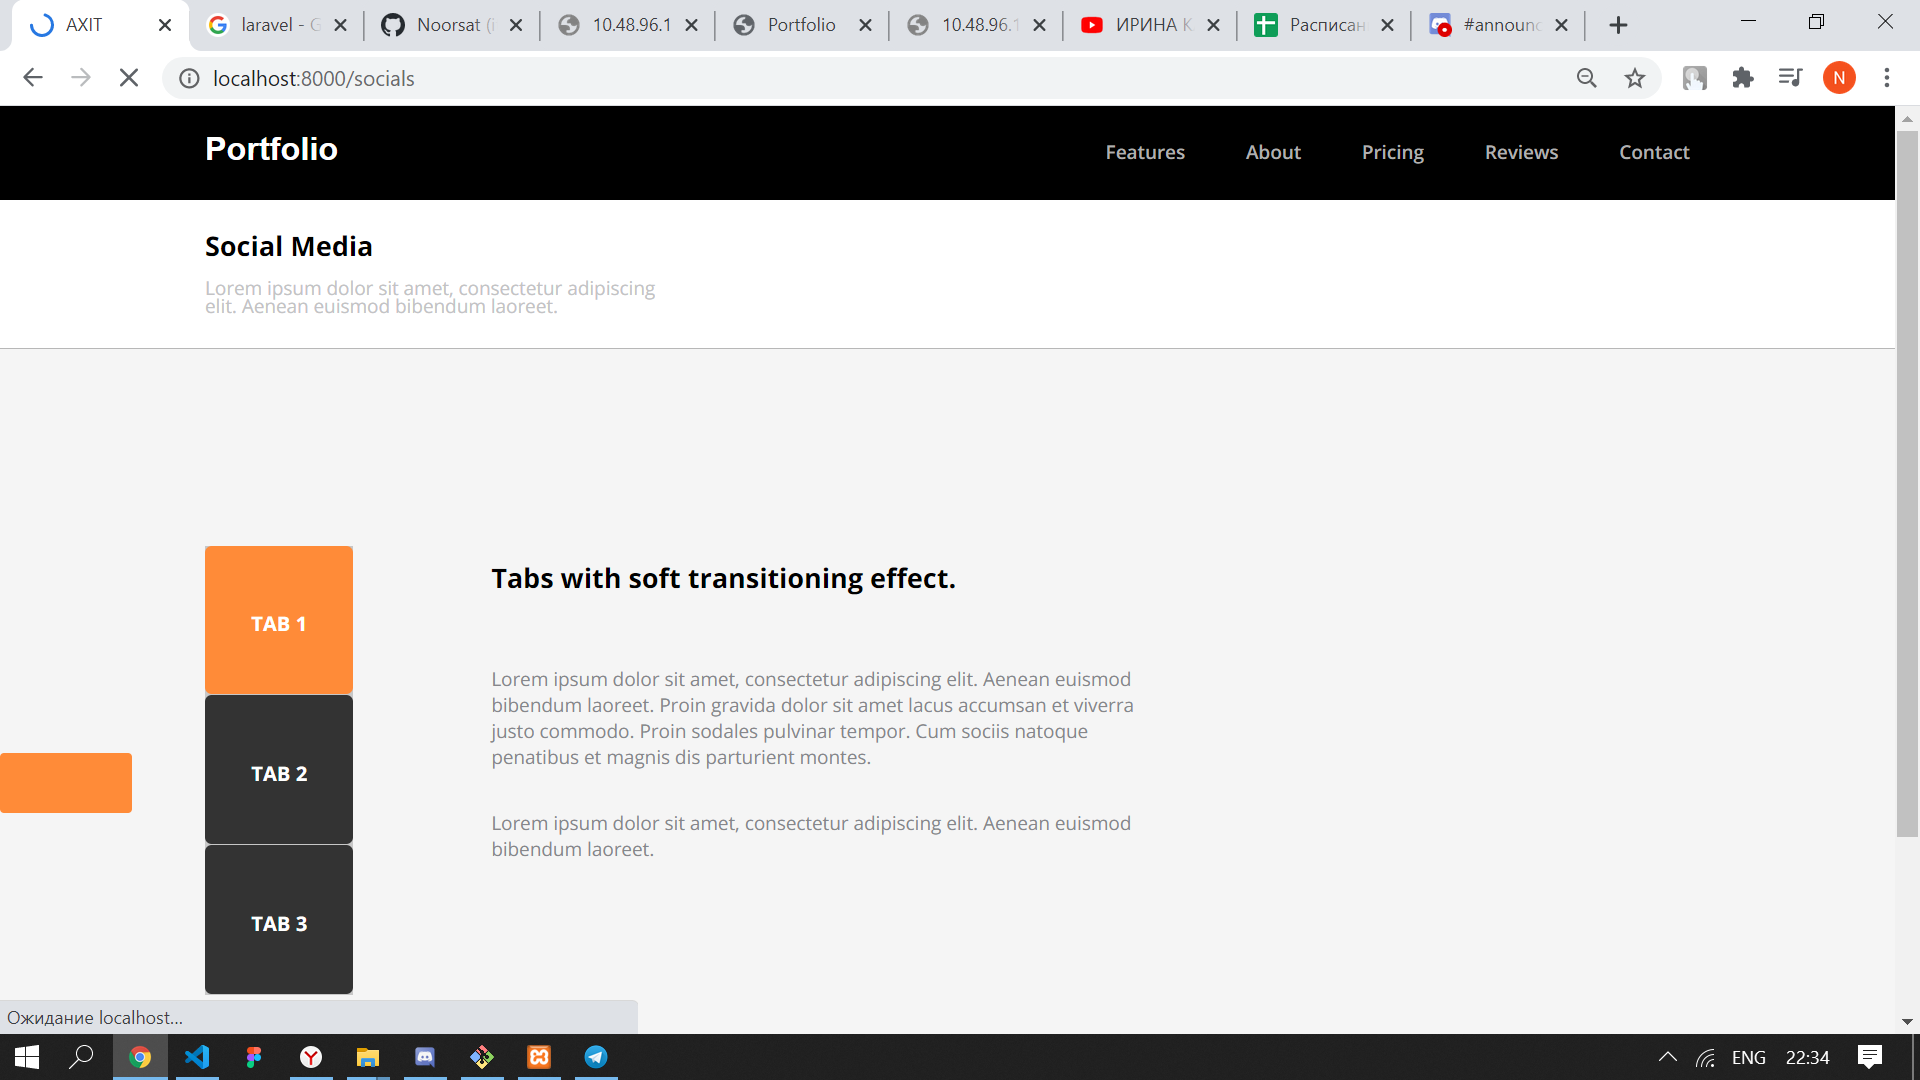 AXIT
laravel - G
Noorsat (i
10.48.96.1
Portfolio
10.48.96.1
ИРИНА К
Расписан
#announc
localhost:8000/socials
N
Portfolio
Features
About
Pricing
Reviews
Contact
Social Media
Lorem ipsum dolor sit amet, consectetur adipiscing
elit. Aenean euismod bibendum laoreet.
TAB 1
TAB 2
TAB 3
Tabs with soft transitioning effect.
Lorem ipsum dolor sit amet, consectetur adipiscing elit. Aenean euismod
bibendum laoreet. Proin gravida dolor sit amet lacus accumsan et viverra
justo commodo. Proin sodales pulvinar tempor. Cum sociis natoque
penatibus et magnis dis parturient montes.
Lorem ipsum dolor sit amet, consectetur adipiscing elit. Aenean euismod
bibendum laoreet.
Ожидание localhost...
ENG
22:34